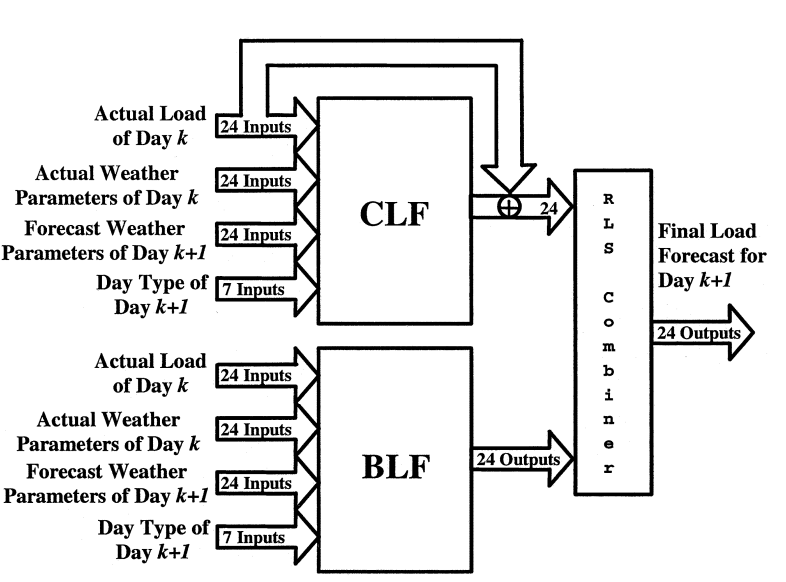 Actual Load
of Day k
24 Inputs
Actual Weather
Parameters of Day k
24 Inputs
Forecast Weather
Parameters of Day k+1
24 Inputs
Day Type of
Day k+1
7 Inputs
CLF
24
Actual Load
of Day k
24 Inputs
Actual Weather
Parameters of Day k
24 Inputs
Forecast Weather
Parameters of Day k+1
24 Inputs
Day Type of
Day k+1
7 Inputs
BLF
24 Outputs
RLS Combiner
Final Load
Forecast for
Day k+1
24 Outputs